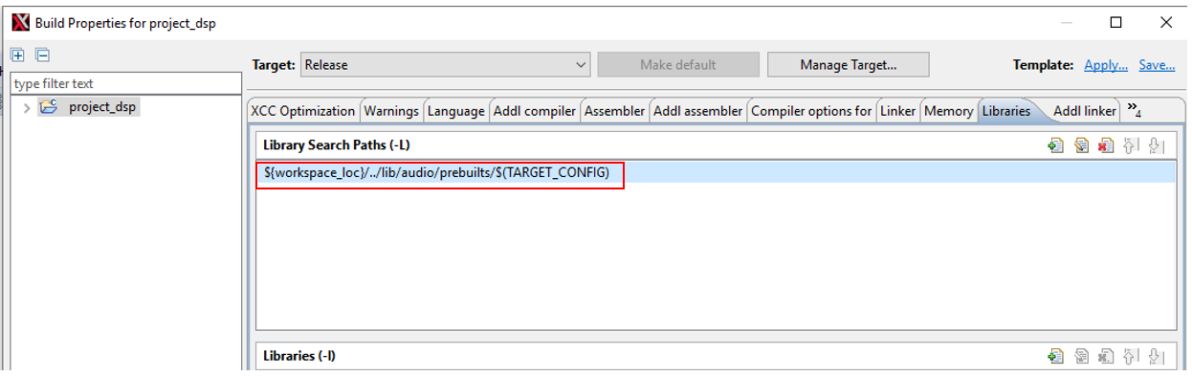 Build Properties for project_dsp
Target: Release Make default Manage Target... Template: Apply... Save...
type filter text
project_dsp
XCC Optimization Warnings Language Addl compiler Assembler Addl assembler Compiler options for Linker Memory Libraries Addl linker »4
Library Search Paths (-L)
${workspace_loc}/../lib/audio/prebuilts/$(TARGET_CONFIG)
Libraries (-l)